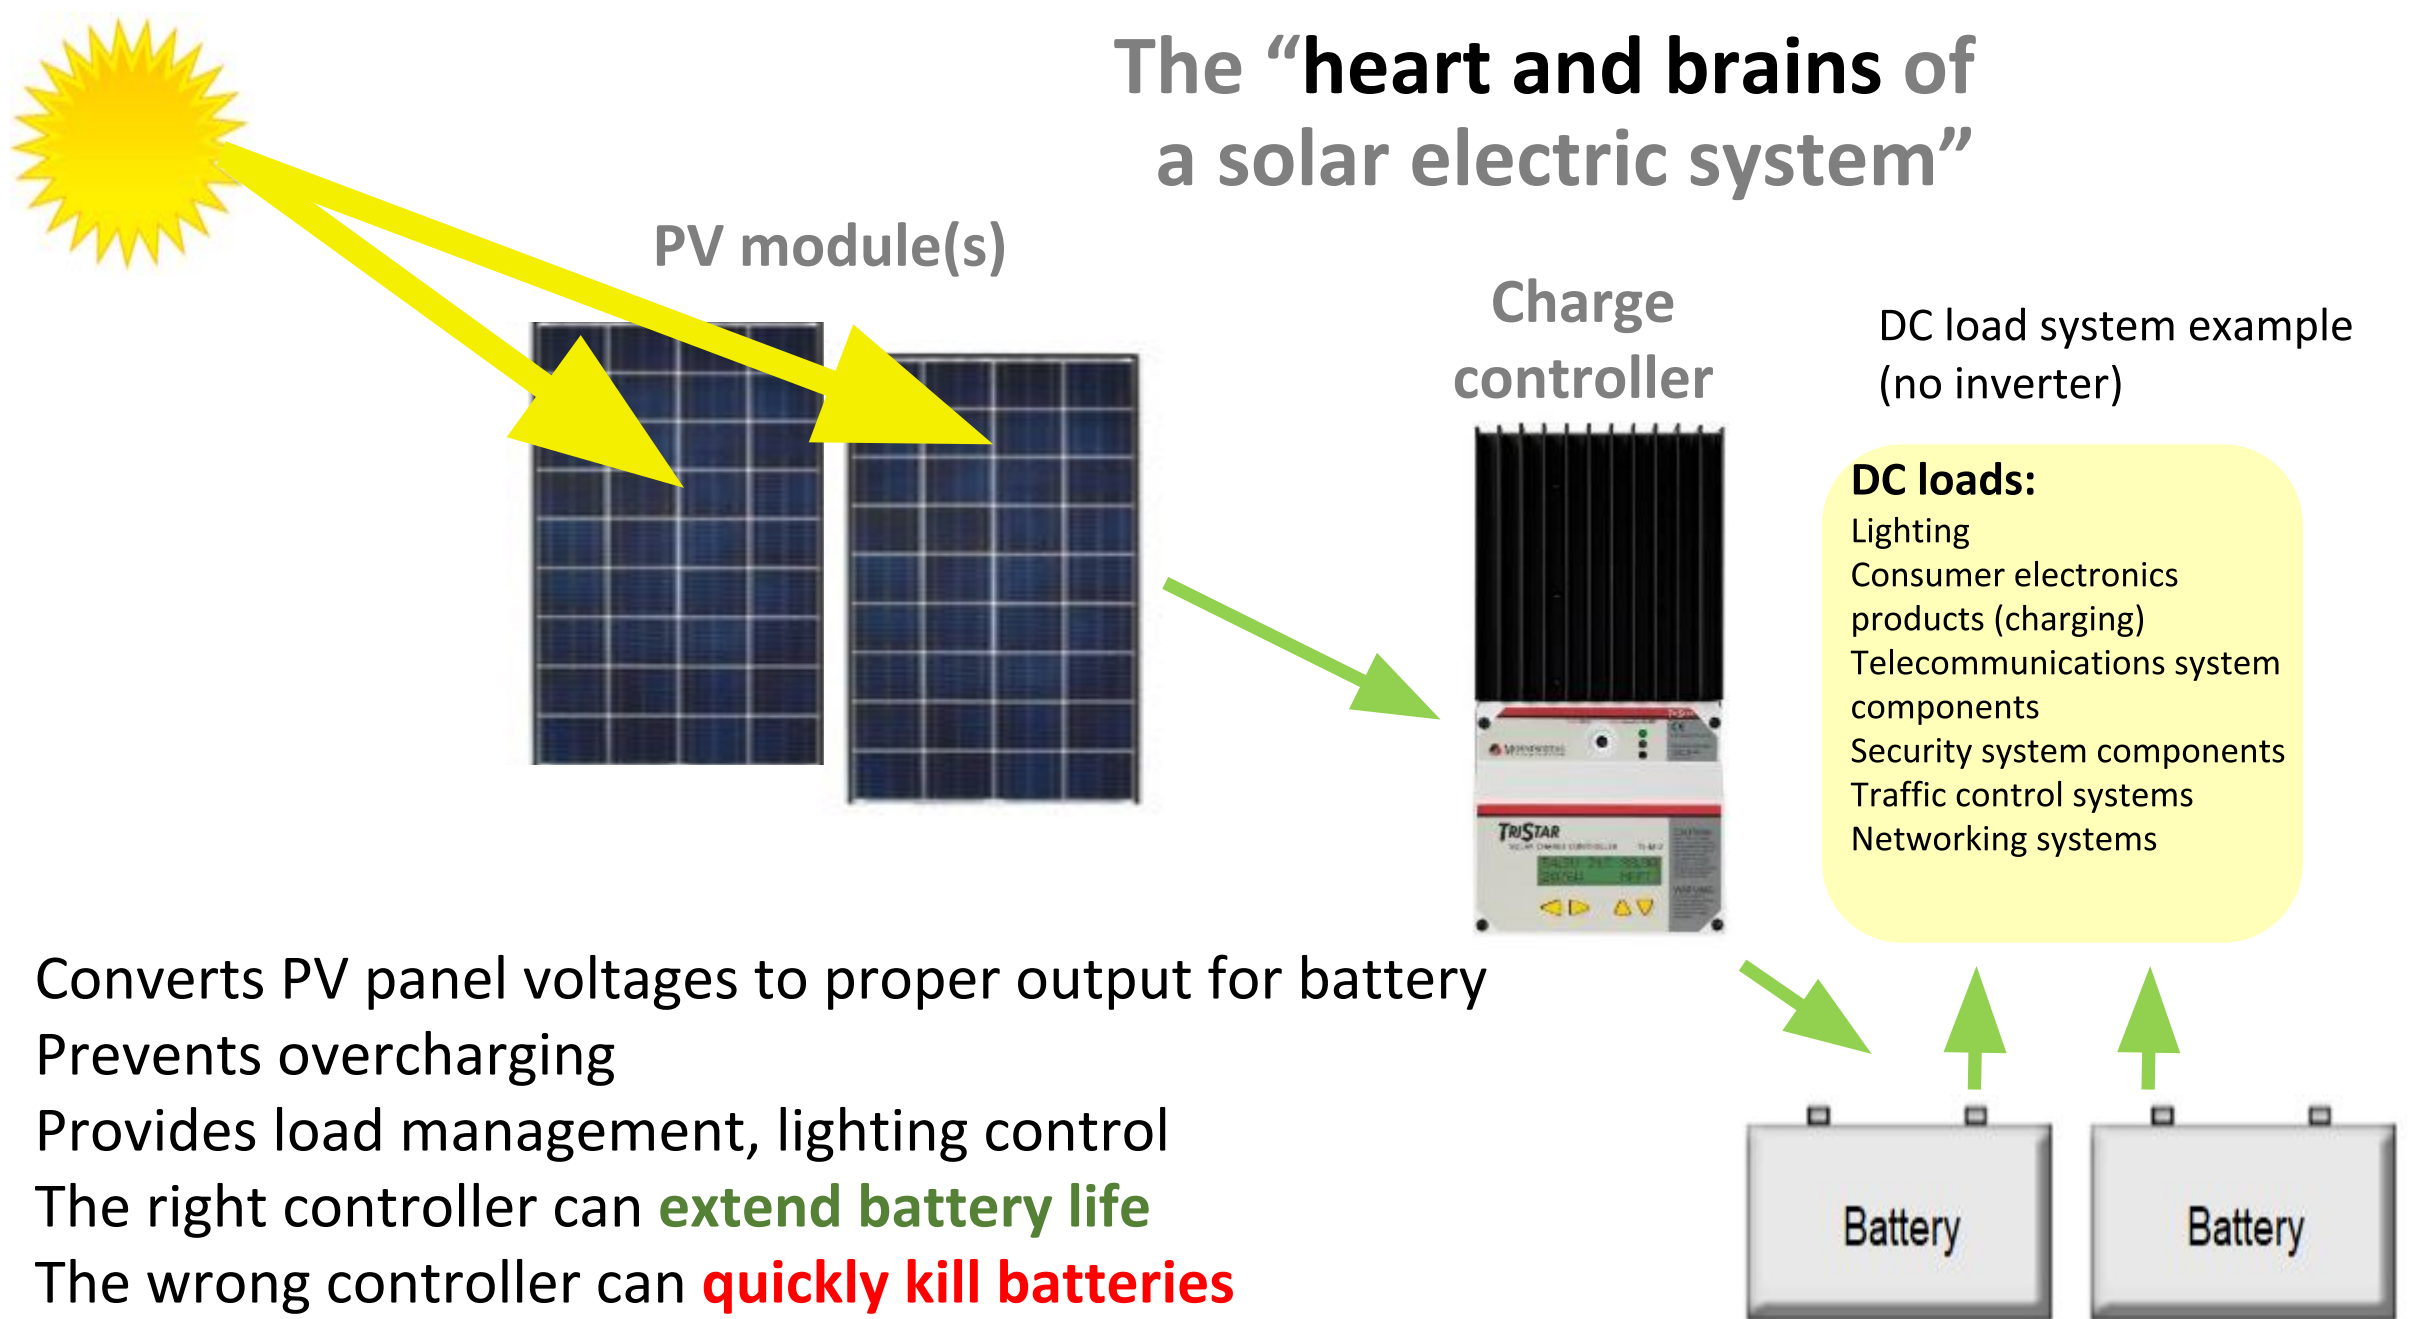 The “heart and brains of
a solar electric system”
PV module(s)
Charge
controller
DC load system example
(no inverter)
DC loads:
Lighting
Consumer electronics
products (charging)
Telecommunications system
components
Security system components
Traffic control systems
Networking systems
TRISTAR
SOLAR CHARGE CONTROLLER
Converts PV panel voltages to proper output for battery
Prevents overcharging
Provides load management, lighting control
The right controller can extend battery life
The wrong controller can quickly kill batteries
Battery
Battery